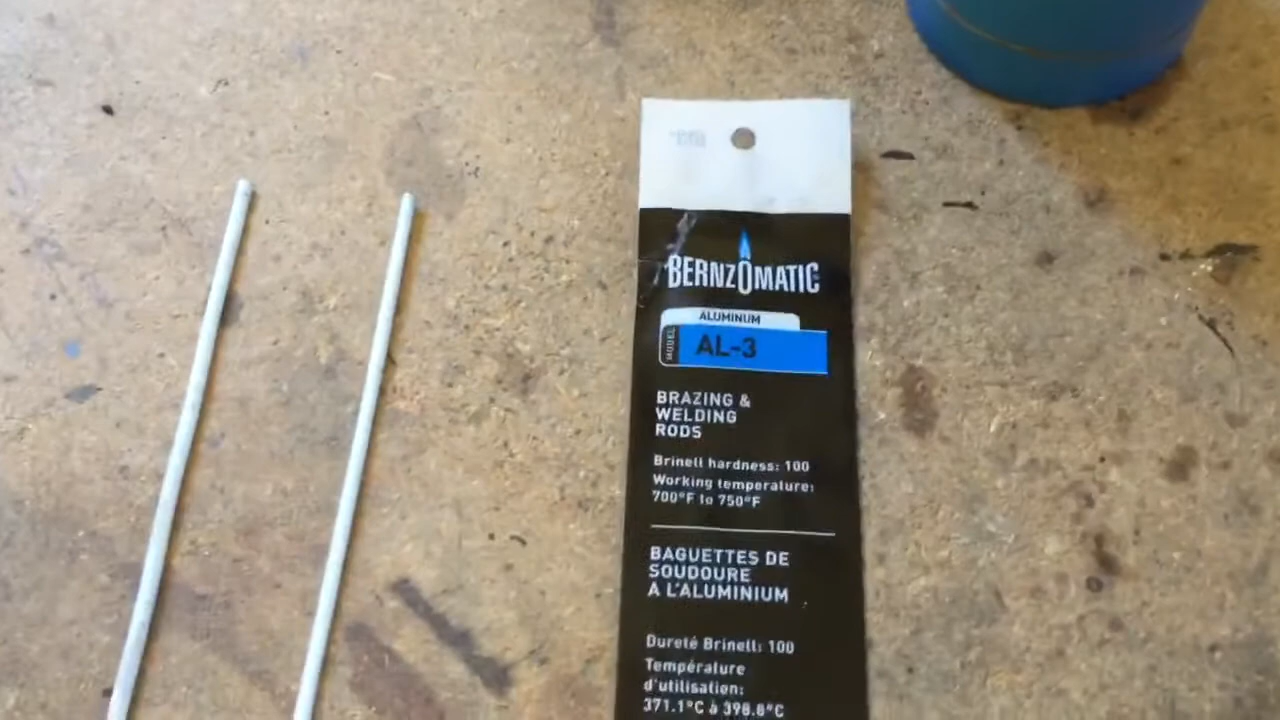 BERNZOMATIC
ALUMINUM
MODEL
AL-3
BRAZING &
WELDING
RODS
Brinell hardness: 100
Working temperature:
700°F to 750°F
BAGUETTES DE
SOUDOURE
A L'ALUMINIUM
Dureté Brinell: 100
Température
d'utilisation:
371.1°C à 398.8°C